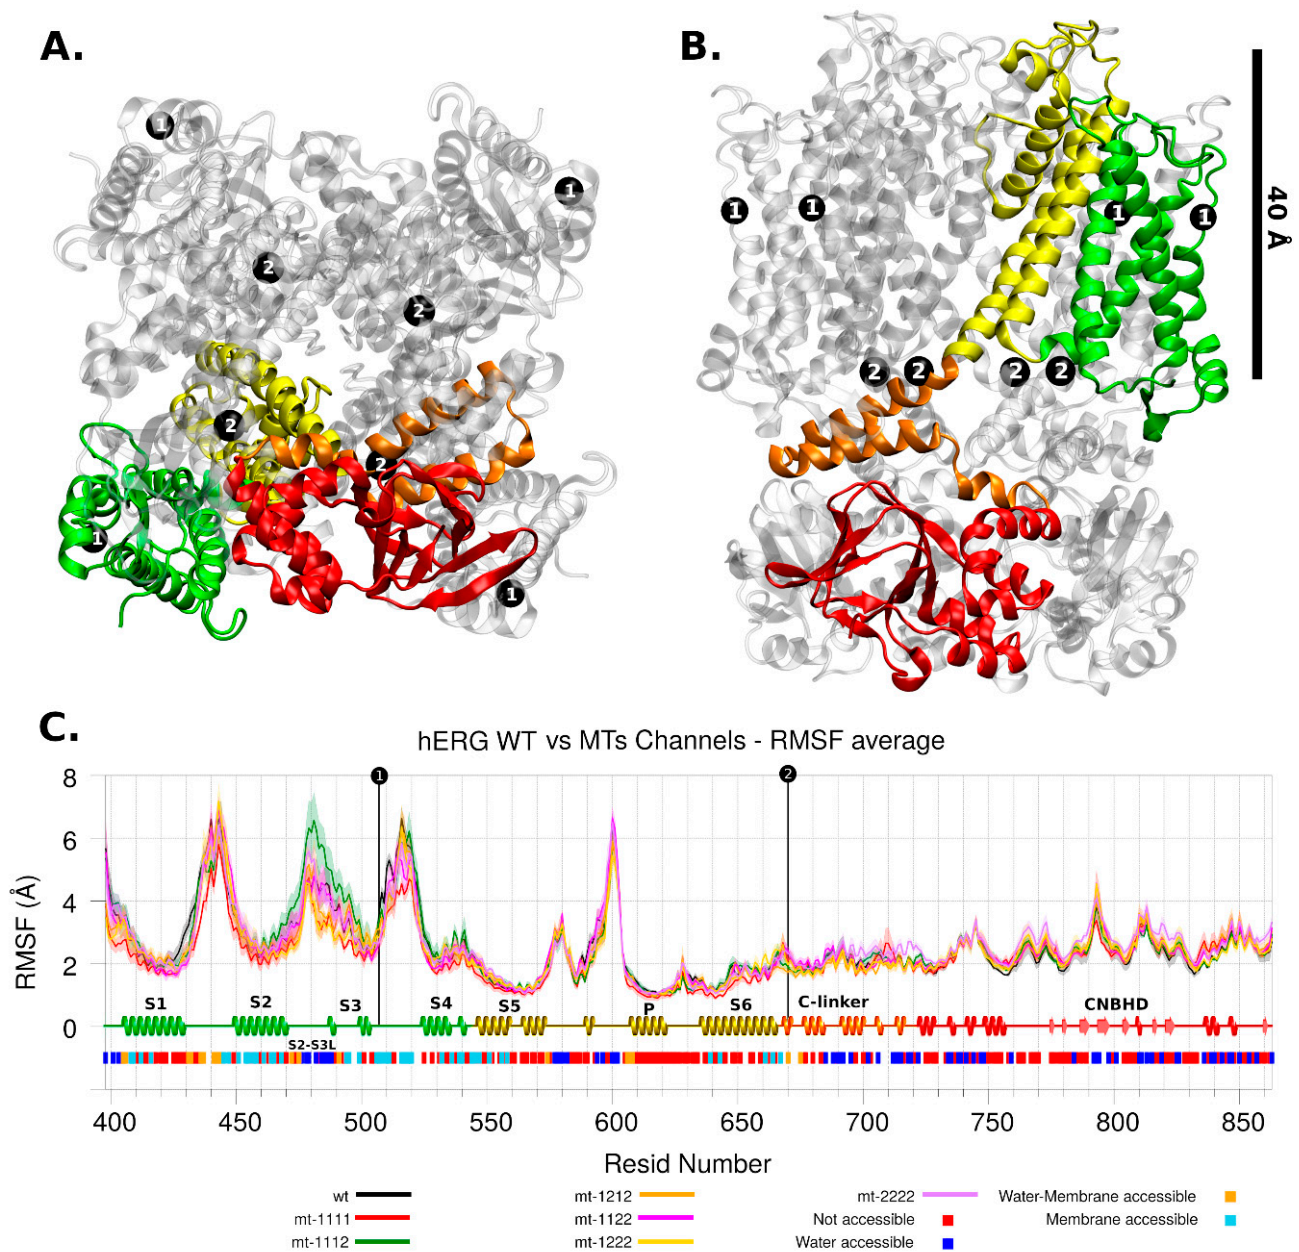 A.
B.
1
1
2
2
2
2
1
1
1
1
1
1
2
2
2
2
40 Å
C.
hERG WT vs MTs Channels - RMSF average
1
2
8
6
4
2
0
RMSF (Å)
S1
S2
S3
S4
S5
P
S6
C-linker
CNBHD
S2-S3L
400 450 500 550 600 650 700 750 800 850
Resid Number
wt
mt-1212
mt-2222
Water-Membrane accessible
mt-1111
mt-1122
Not accessible
Membrane accessible
mt-1112
mt-1222
Water accessible